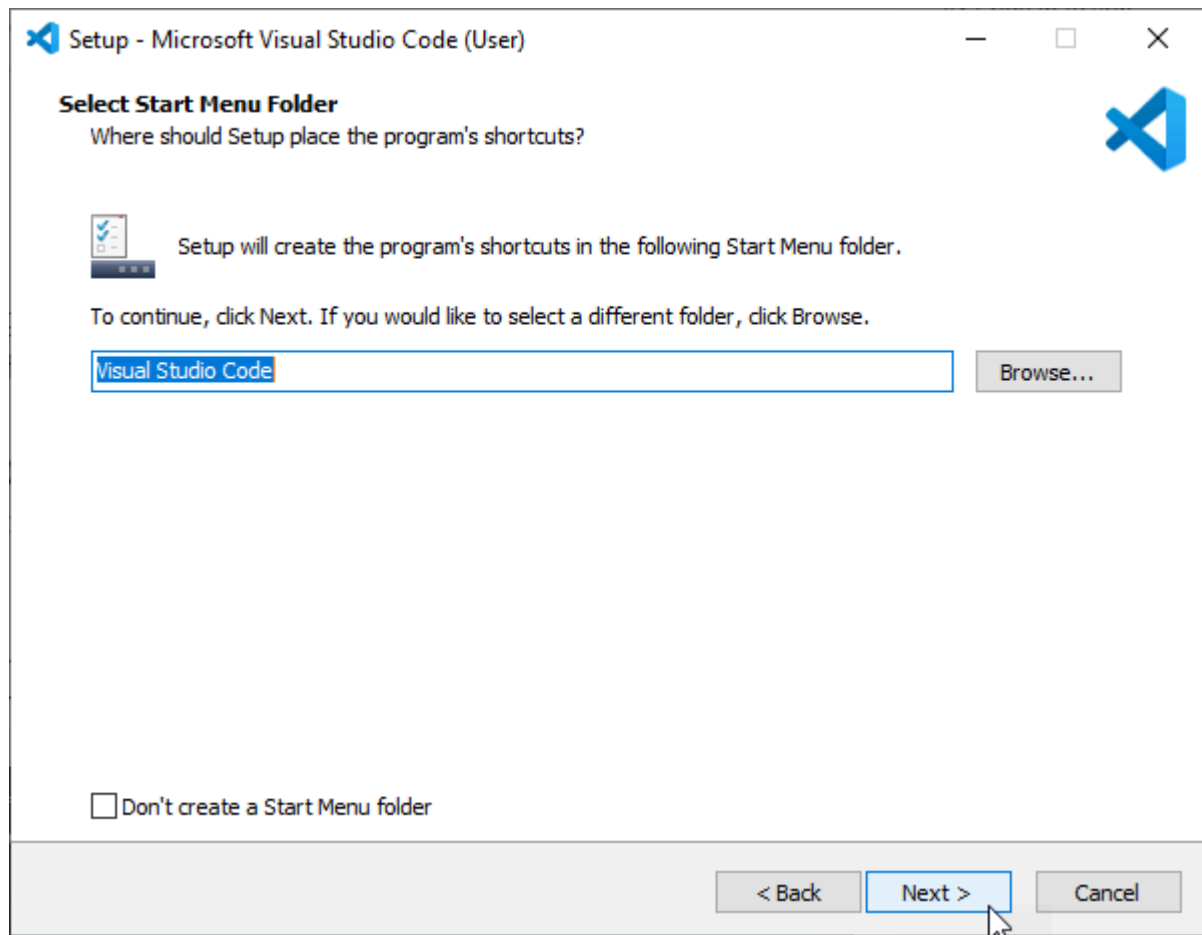 Setup - Microsoft Visual Studio Code (User)
Select Start Menu Folder
Where should Setup place the program's shortcuts?
Setup will create the program's shortcuts in the following Start Menu folder.
To continue, click Next. If you would like to select a different folder, click Browse.
Visual Studio Code
Browse...
Don't create a Start Menu folder
< Back
Next >
Cancel